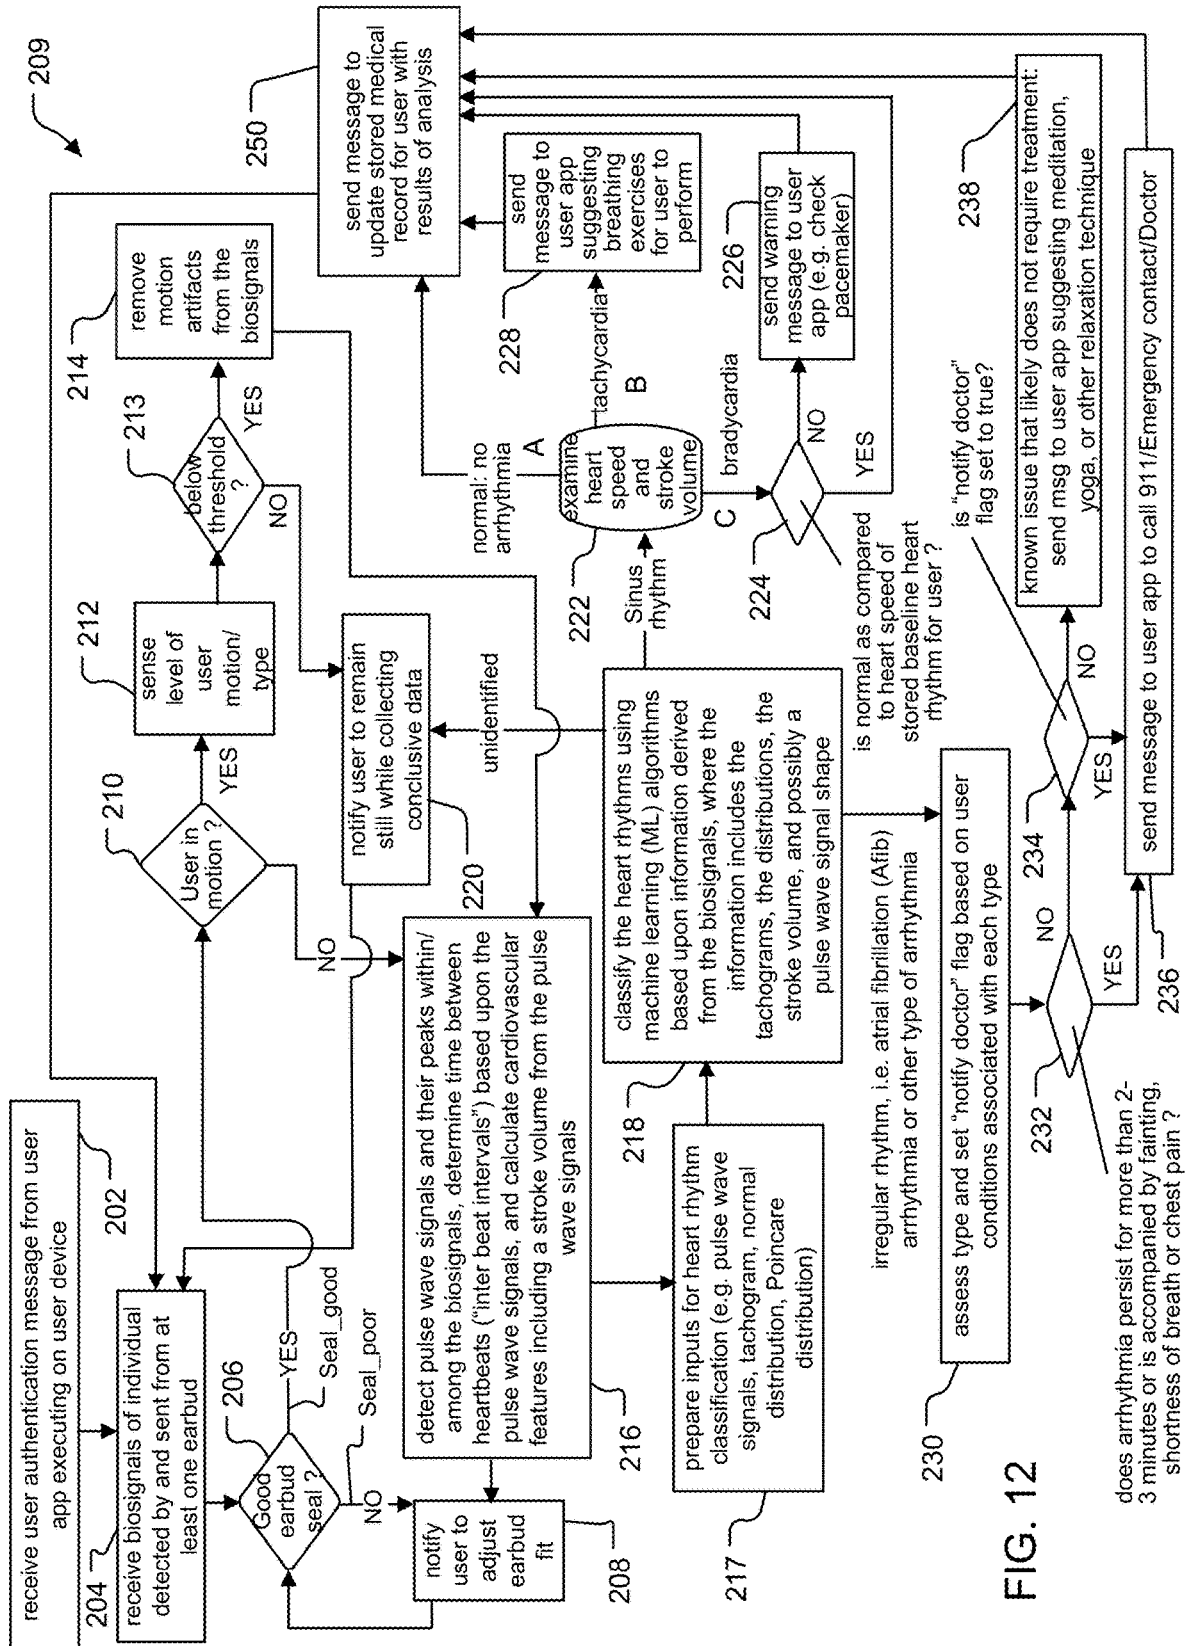 209
receive user authentication message from user
app executing on user device
202
204
receive biosignals of individual
detected by and sent from at
least one earbud
206
Good
earbud
seal ?
YES
Seal_good
NO
Seal_poor
notify
user to
adjust
earbud
fit
208
210
User in
motion ?
YES
NO
212
sense
level of
user
motion/
type
213
below
threshold
?
YES
NO
214
remove
motion
artifacts
from the
biosignals
250
send message to
update stored medical
record for user with
results of analysis
notify user to remain
still while collecting
conclusive data
220
unidentified
detect pulse wave signals and their peaks within/
among the biosignals, determine time between
heartbeats ("inter beat intervals") based upon the
pulse wave signals, and calculate cardiovascular
features including a stroke volume from the pulse
wave signals
216
prepare inputs for heart rhythm
classification (e.g. pulse wave
signals, tachogram, normal
distribution, Poincare
distribution)
217
classify the heart rhythms using
machine learning (ML) algorithms
based upon information derived
from the biosignals, where the
information includes the
tachograms, the distributions, the
stroke volume, and possibly a
pulse wave signal shape
218
Sinus
rhythm
222
examine
heart
speed
and
stroke
volume
normal: no
arrhythmia
A
tachycardia
B
bradycardia
C
228
send
message to
user app
suggesting
breathing
exercises
for user to
perform
224
NO
YES
is normal as compared
to heart speed of
stored baseline heart
rhythm for user ?
226
send warning
message to user
app (e.g. check
pacemaker)
irregular rhythm, i.e. atrial fibrillation (Afib)
arrhythmia or other type of arrhythmia
230
assess type and set "notify doctor" flag based on user
conditions associated with each type
232
NO
YES
does arrhythmia persist for more than 2-
3 minutes or is accompanied by fainting,
shortness of breath or chest pain ?
234
NO
YES
is "notify doctor"
flag set to true?
238
known issue that likely does not require treatment:
send msg to user app suggesting meditation,
yoga, or other relaxation technique
send message to user app to call 911/Emergency contact/Doctor
236
FIG. 12